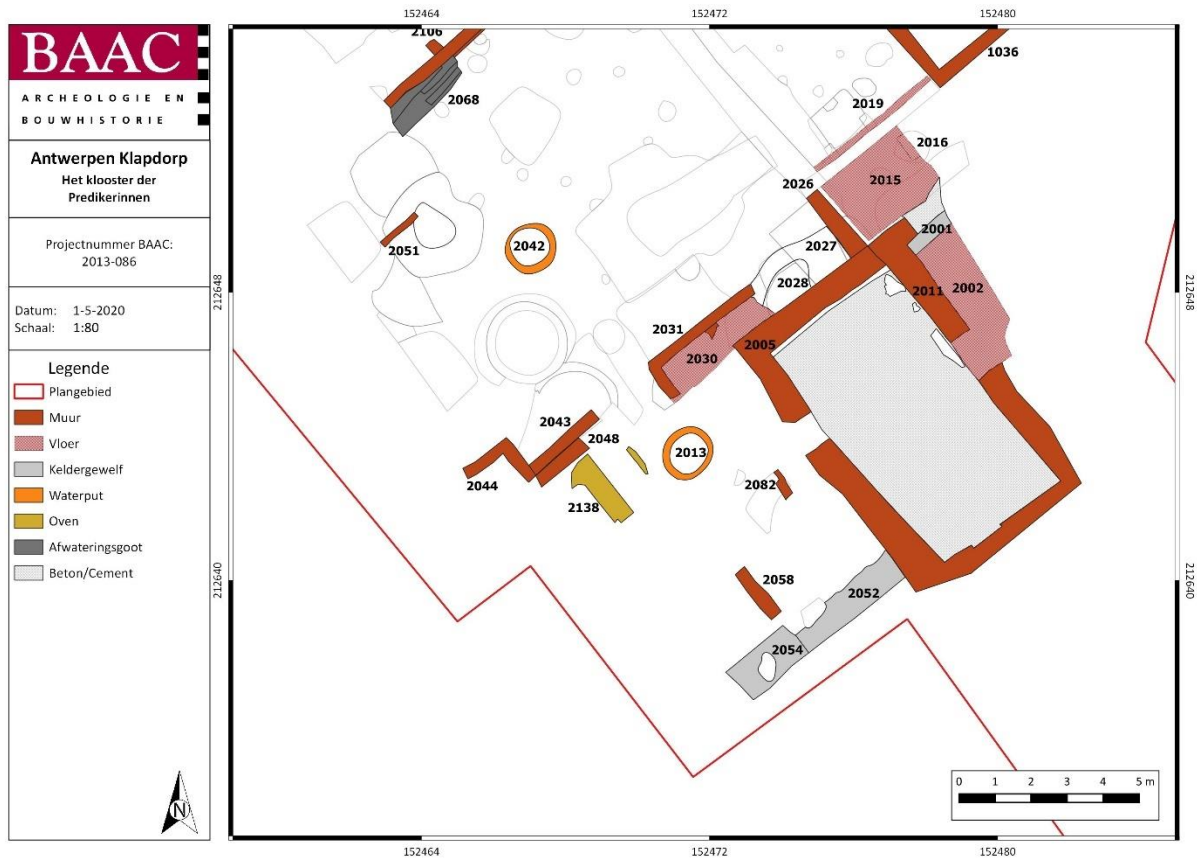 BAAC
ARCHEOLOGIE EN
BOUWHISTORIE
Antwerpen Klapdorp
Het klooster der
Predikerinnen
Projectnummer BAAC:
2013-086
Datum: 1-5-2020
Schaal: 1:80
Legende
Plangebied
Muur
Vloer
Keldergewelf
Waterput
Oven
Afwateringsgoot
Beton/Cement
N
152464 152472 152480
2106
1036
2068
2019
2016
2015
2026
2051
2042
2027
2001
2028
212648
2011
2002
212648
2031
2030
2005
2043
2048
2013
2044
2138
2082
212640
2058
2052
212640
2054
0 1 2 3 4 5 m
152464 152472 152480